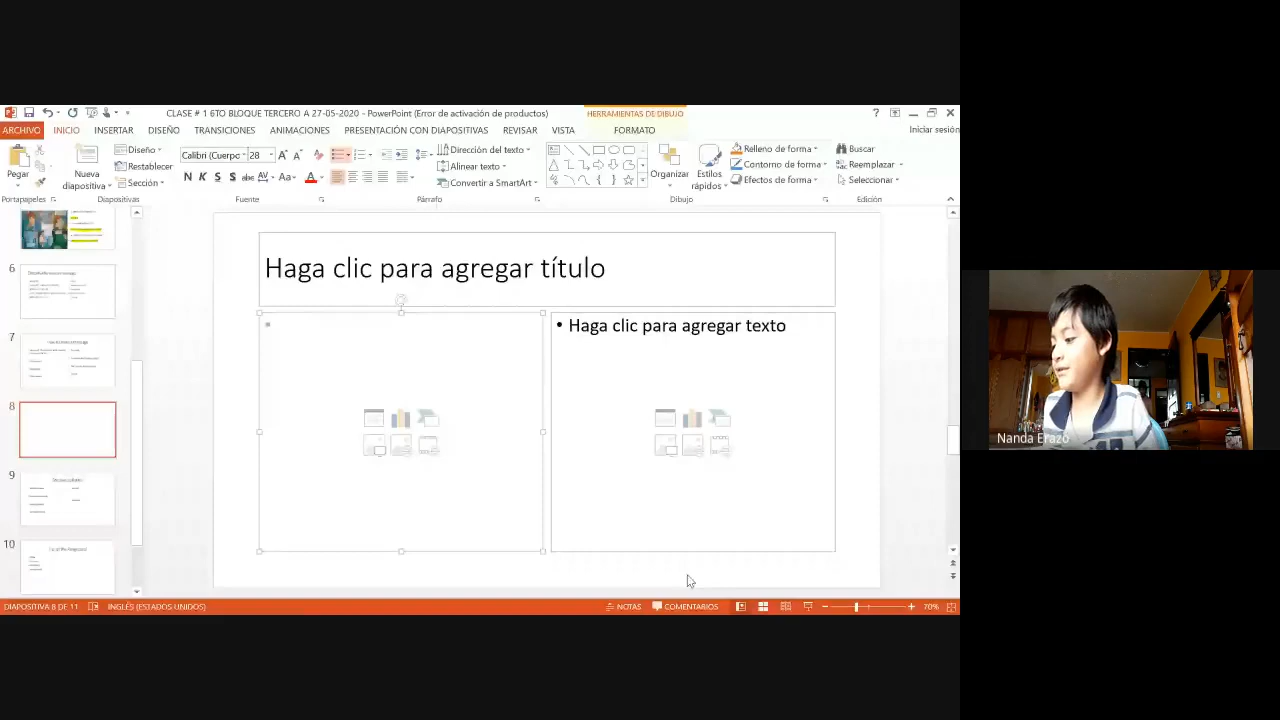 CLASE # 1 6TO BLOQUE TERCERO A 27-05-2020 - PowerPoint (Error de activación de productos)
HERRAMIENTAS DE DIBUJO
ARCHIVO INICIO INSERTAR DISEÑO TRANSICIONES ANIMACIONES PRESENTACIÓN CON DIAPOSITIVAS REVISAR VISTA FORMATO
Iniciar sesión
Pegar
Nueva diapositiva
Diseño
Restablecer
Sección
Calibri (Cuerpo 28
Dirección del texto
Alinear texto
Convertir a SmartArt
Organizar
Estilos rápidos
Relleno de forma
Contorno de forma
Efectos de forma
Buscar
Reemplazar
Seleccionar
Portapapeles Diapositivas Fuente Párrafo Dibujo Edición
6
7
8
9
10
Haga clic para agregar título
• Haga clic para agregar texto
Nanda Erazo
DIAPOSITIVA 8 DE 11 INGLÉS (ESTADOS UNIDOS) NOTAS COMENTARIOS 70%